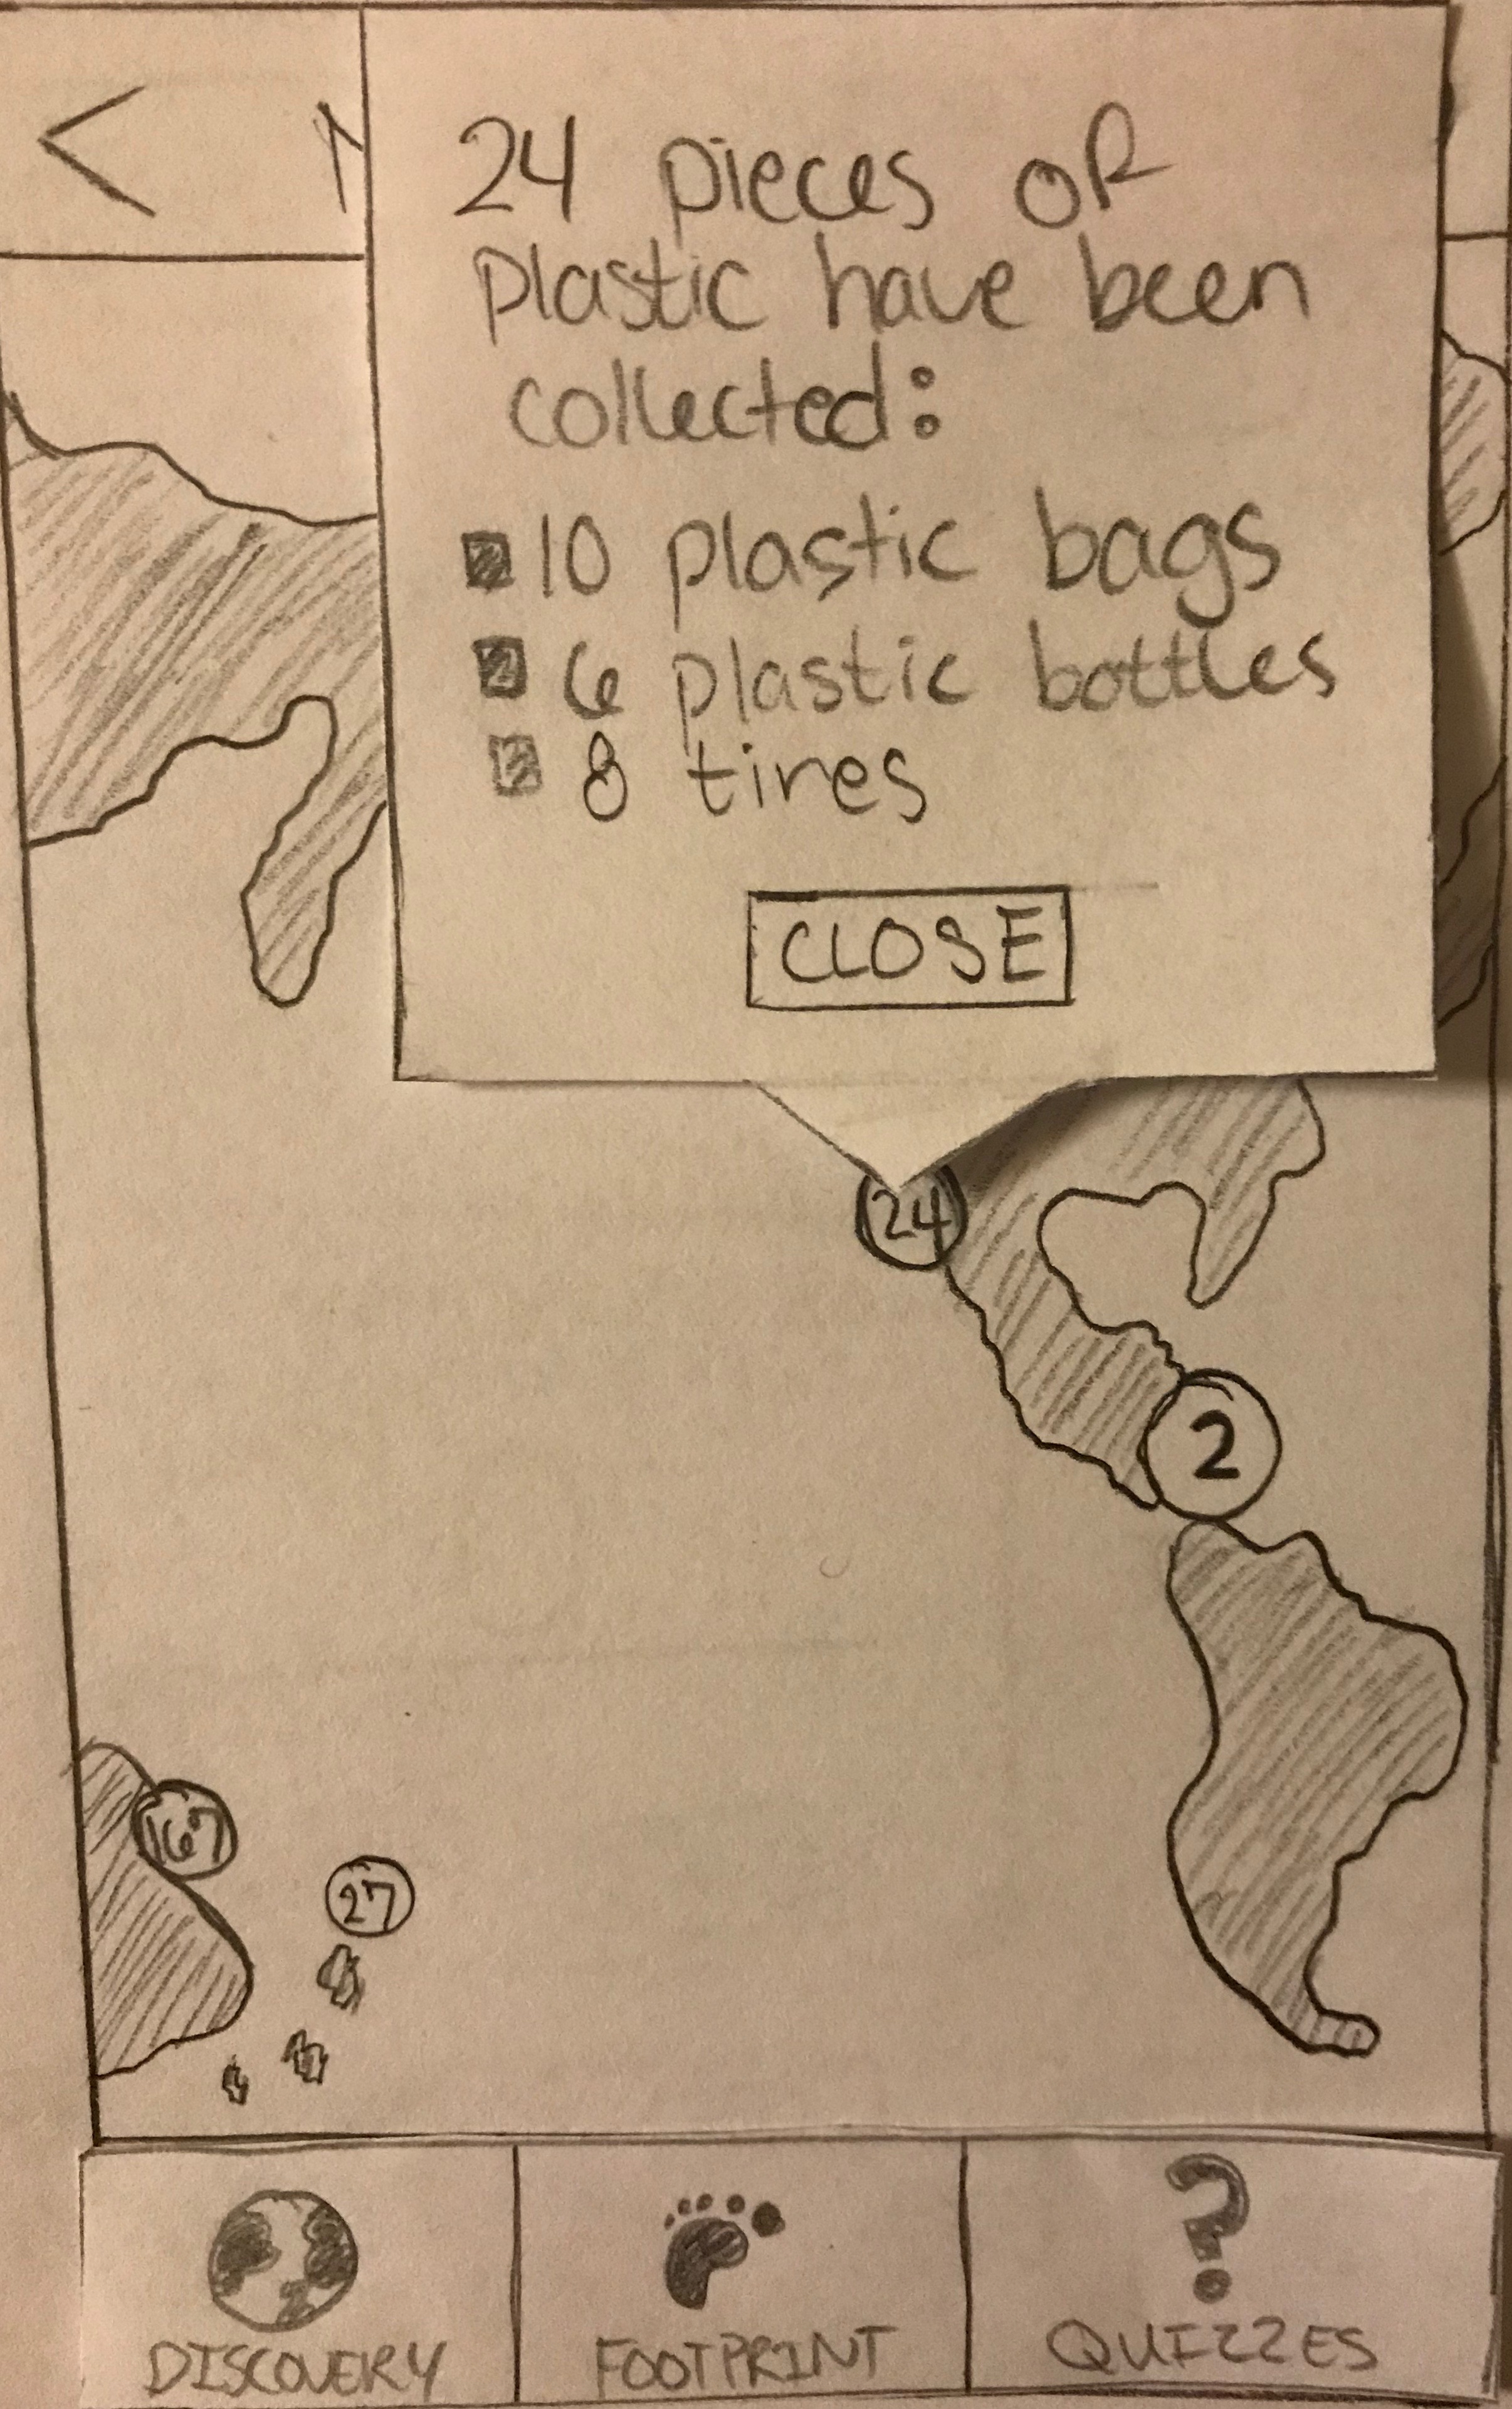 <
24 pieces of
plastic have been
collected:
10 plastic bags
6 plastic bottles
8 tires
CLOSE
24
2
167
27
?
DISCOVERY
FOOTPRINT
QUIZZES